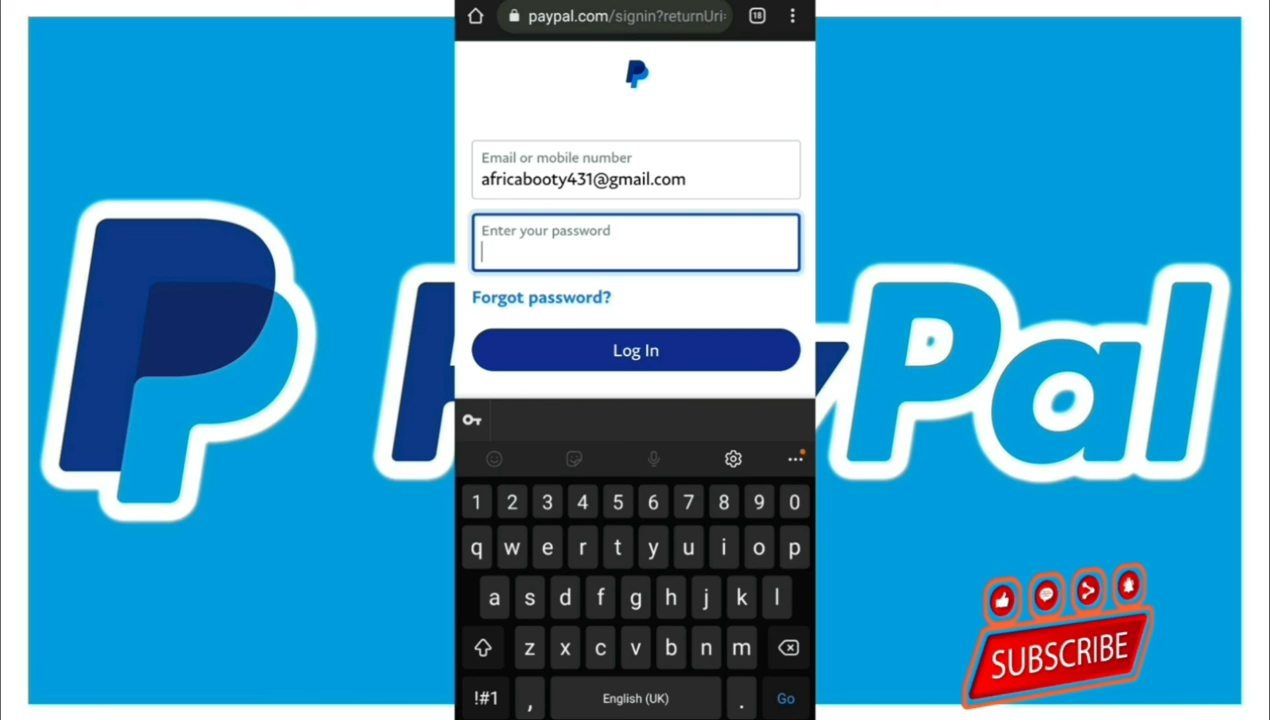 paypal.com/signin?returnUri=
18
Email or mobile number
africabooty431@gmail.com
Enter your password
Forgot password?
Log In
1 2 3 4 5 6 7 8 9 0
q w e r t y u i o p
a s d f g h j k l
z x c v b n m
!#1 , English (UK) . Go
PayPal
SUBSCRIBE